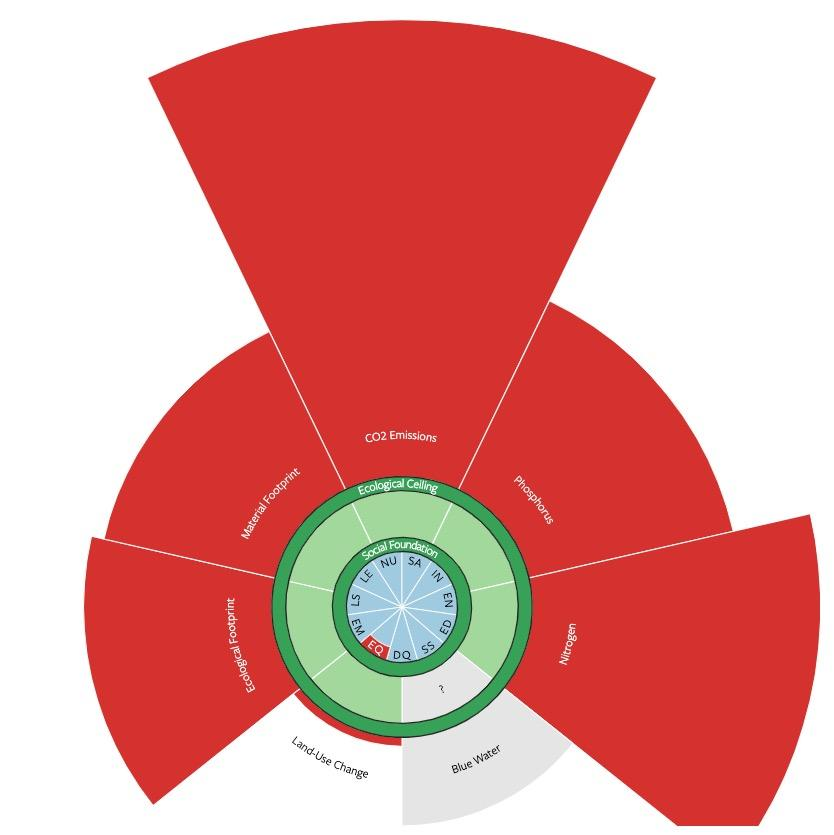 CO2 Emissions
Material Footprint
Phosphorus
Ecological Ceiling
Social Foundation
NU
SA
LE
IN
LS
EN
EM
ED
EQ
DQ
SS
Ecological Footprint
Nitrogen
?
Land-Use Change
Blue Water